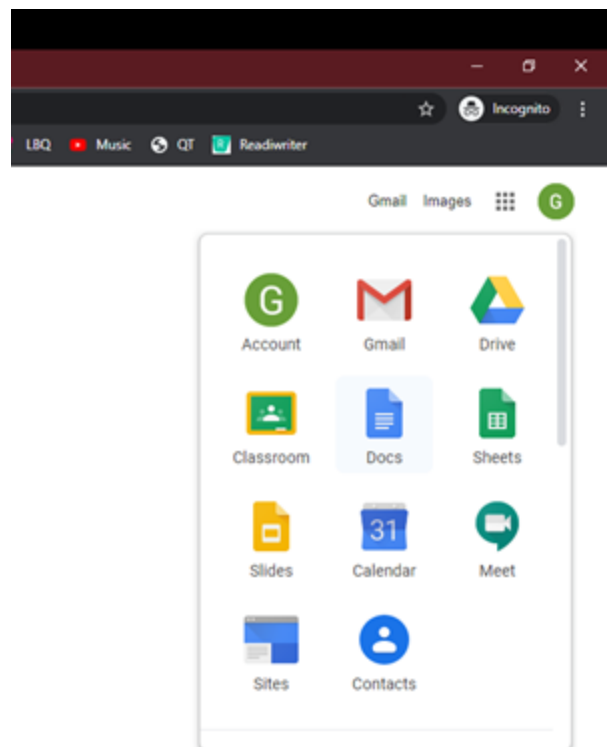 Incognito
LBQ Music QT Readiwriter
Gmail Images G
G
Account Gmail Drive
Classroom Docs Sheets
31
Slides Calendar Meet
Sites Contacts